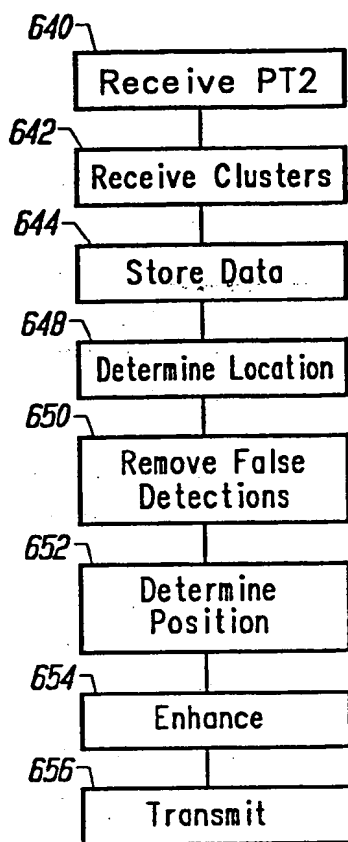 640
Receive PT2
642
Receive Clusters
644
Store Data
648
Determine Location
650
Remove False
Detections
652
Determine
Position
654
Enhance
656
Transmit